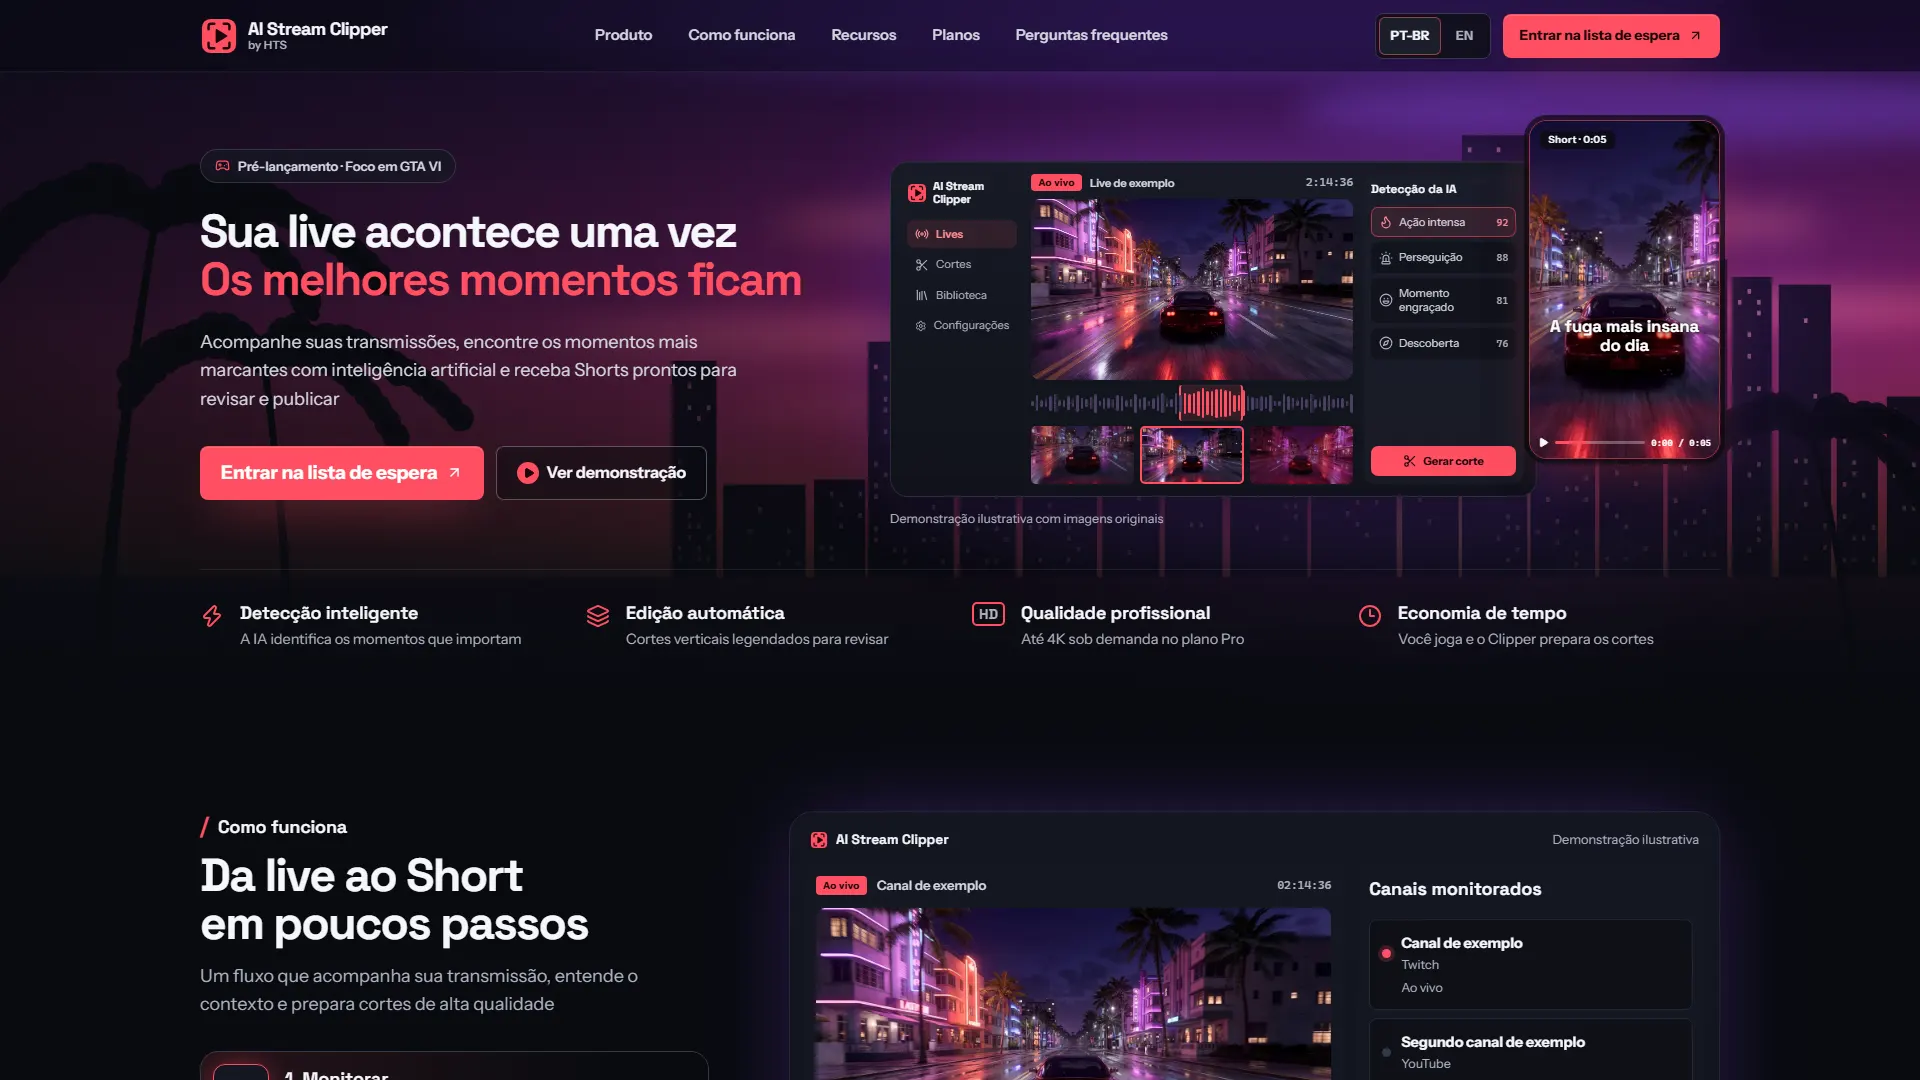 AI Stream Clipper
by HTS
Produto
Como funciona
Recursos
Planos
Perguntas frequentes
PT-BR
EN
Entrar na lista de espera
Pré-lançamento · Foco em GTA VI
Sua live acontece uma vez
Os melhores momentos ficam
Acompanhe suas transmissões, encontre os momentos mais
marcantes com inteligência artificial e receba Shorts prontos para
revisar e publicar
Entrar na lista de espera
Ver demonstração
AI Stream
Clipper
Lives
Cortes
Biblioteca
Configurações
Ao vivo
Live de exemplo
2:14:36
Detecção da IA
Ação intensa 92
Perseguição 88
Momento
engraçado 81
Descoberta 76
Gerar corte
Short · 0:05
A fuga mais insana
do dia
0:00 / 0:05
Demonstração ilustrativa com imagens originais
Detecção inteligente
A IA identifica os momentos que importam
Edição automática
Cortes verticais legendados para revisar
HD
Qualidade profissional
Até 4K sob demanda no plano Pro
Economia de tempo
Você joga e o Clipper prepara os cortes
/ Como funciona
Da live ao Short
em poucos passos
Um fluxo que acompanha sua transmissão, entende o
contexto e prepara cortes de alta qualidade
1. Monitorar
AI Stream Clipper
Demonstração ilustrativa
Ao vivo
Canal de exemplo
02:14:36
Canais monitorados
Canal de exemplo
Twitch
Ao vivo
Segundo canal de exemplo
YouTube